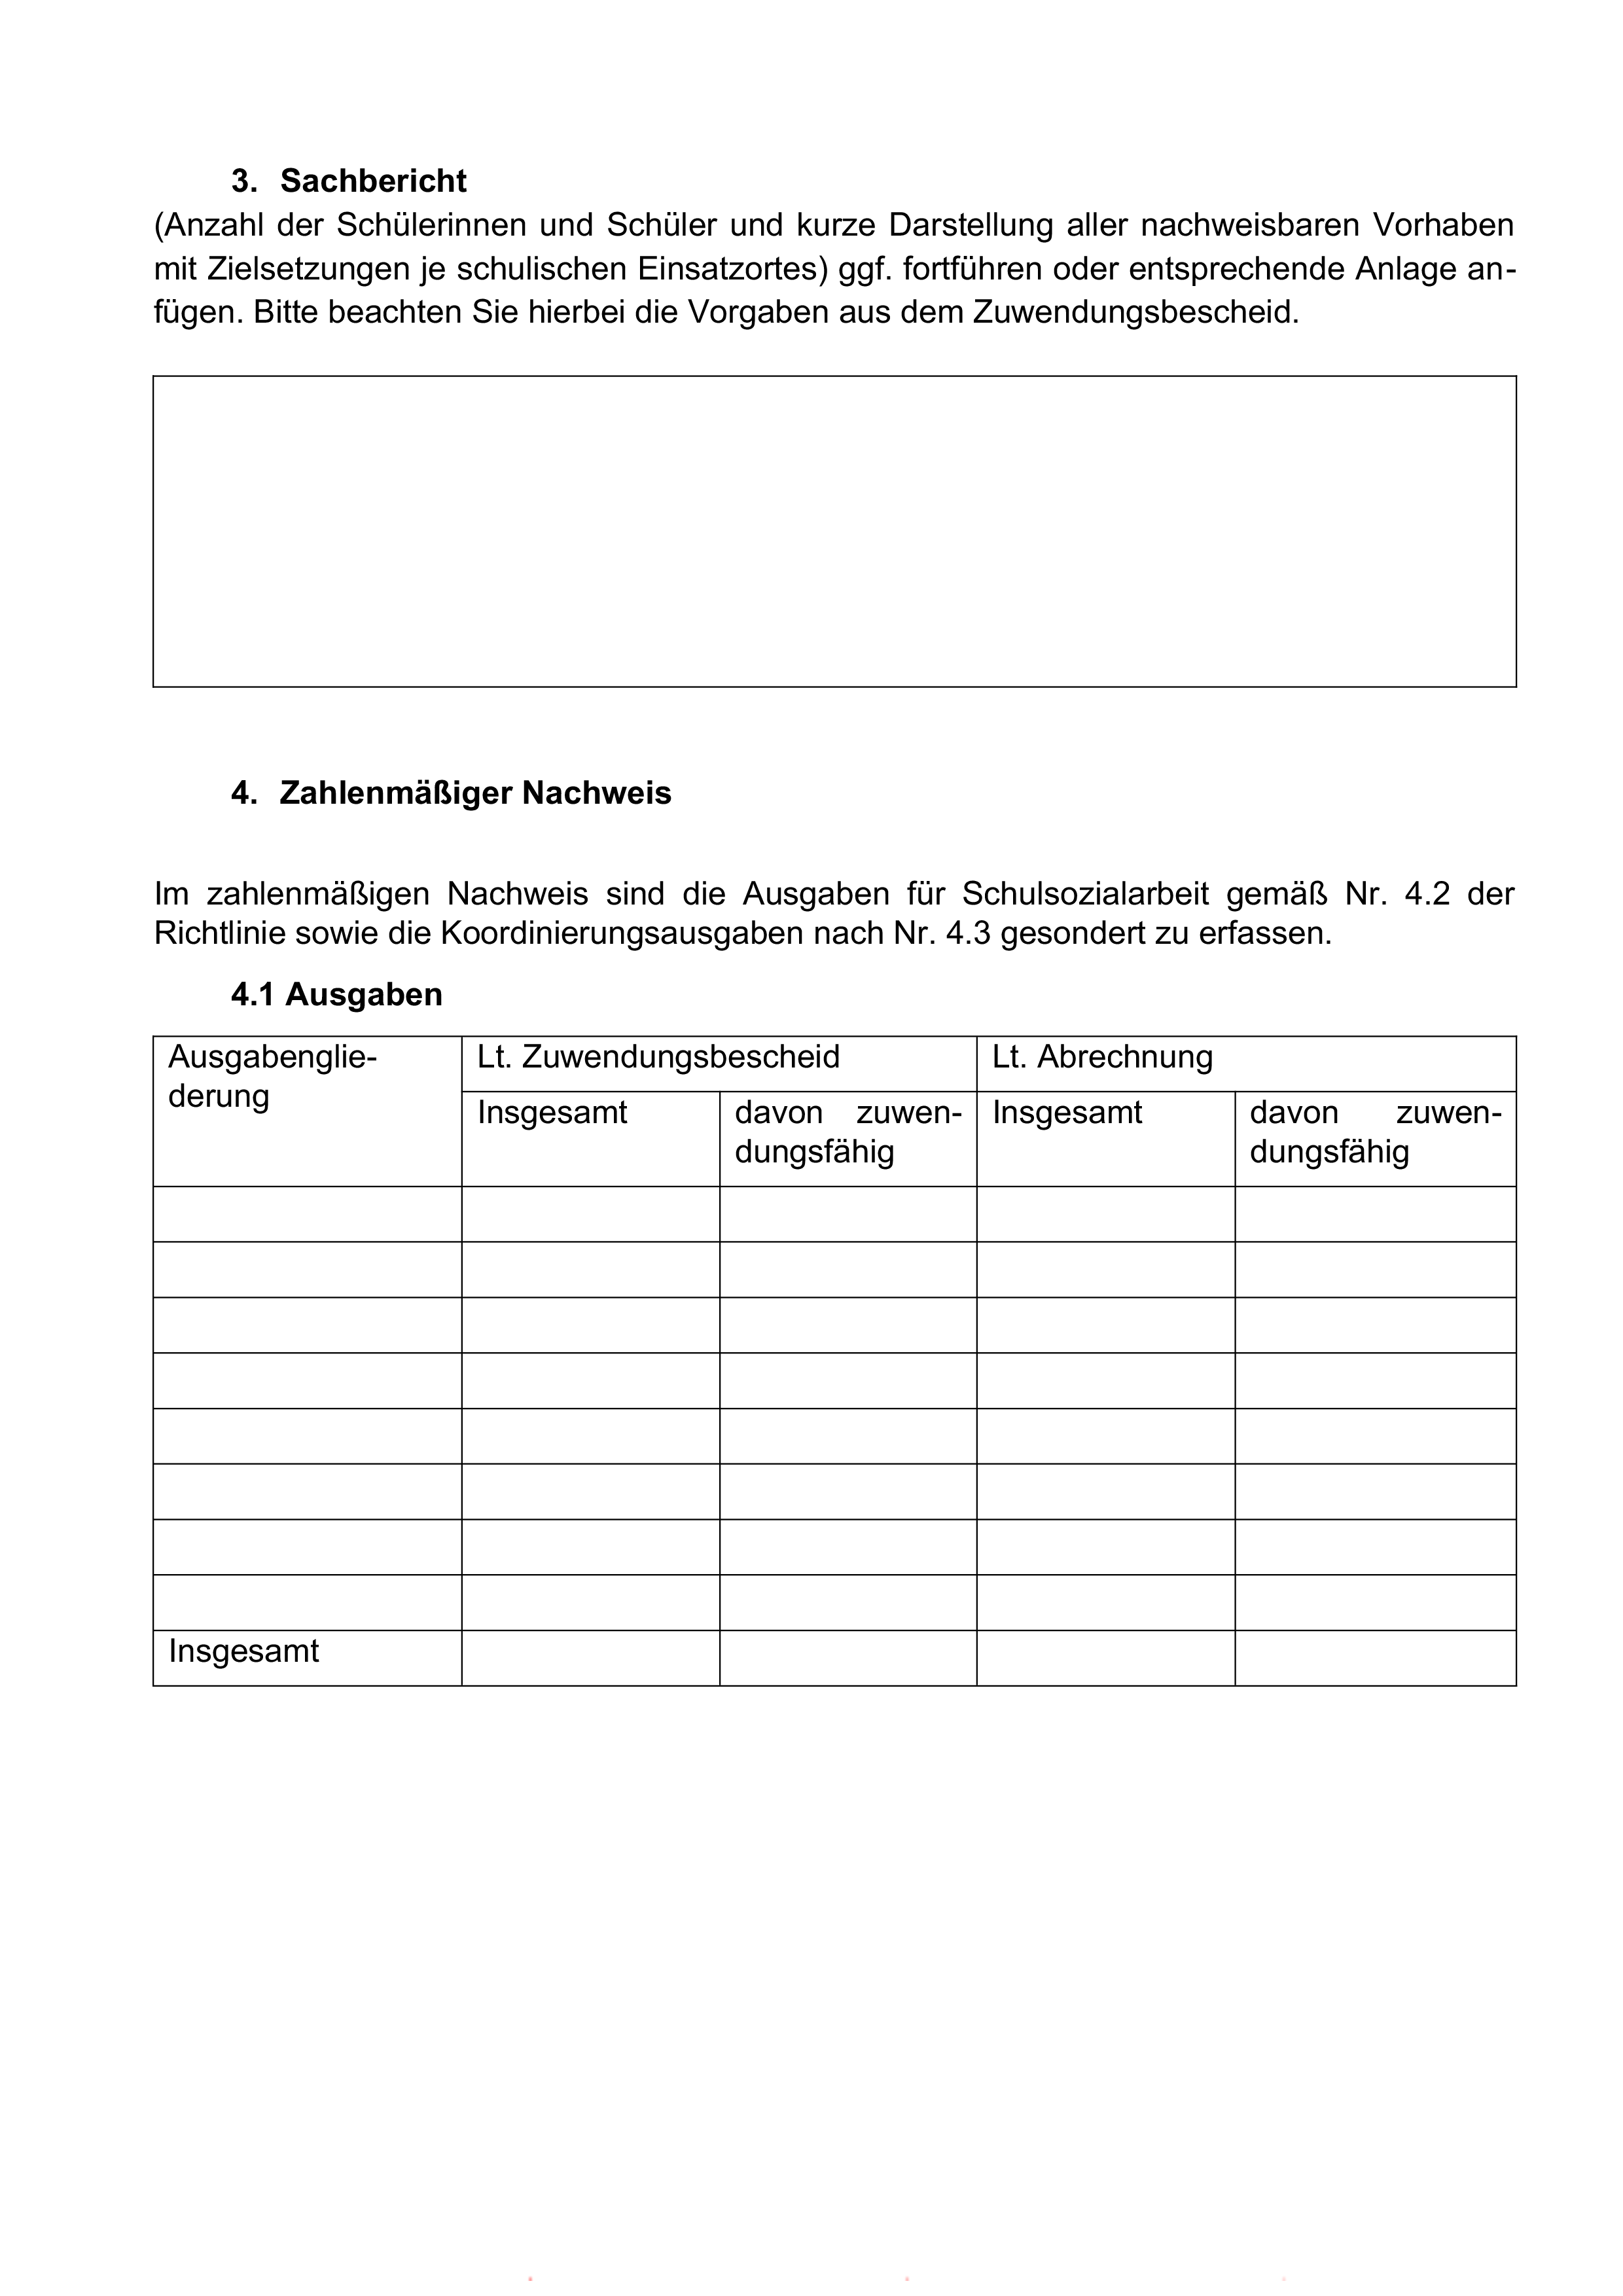 3. Sachbericht
(Anzahl der Schülerinnen und Schüler und kurze Darstellung aller nachweisbaren Vorhaben
mit Zielsetzungen je schulischen Einsatzortes) ggf. fortführen oder entsprechende Anlage an-
fügen. Bitte beachten Sie hierbei die Vorgaben aus dem Zuwendungsbescheid.
4. Zahlenmäßiger Nachweis
Im zahlenmäßigen Nachweis sind die Ausgaben für Schulsozialarbeit gemäß Nr. 4.2 der
Richtlinie sowie die Koordinierungsausgaben nach Nr. 4.3 gesondert zu erfassen.
4.1 Ausgaben
Ausgabenglie-
derung
Lt. Zuwendungsbescheid
Lt. Abrechnung
Insgesamt
davon zuwen-
dungsfähig
Insgesamt
davon zuwen-
dungsfähig
Insgesamt